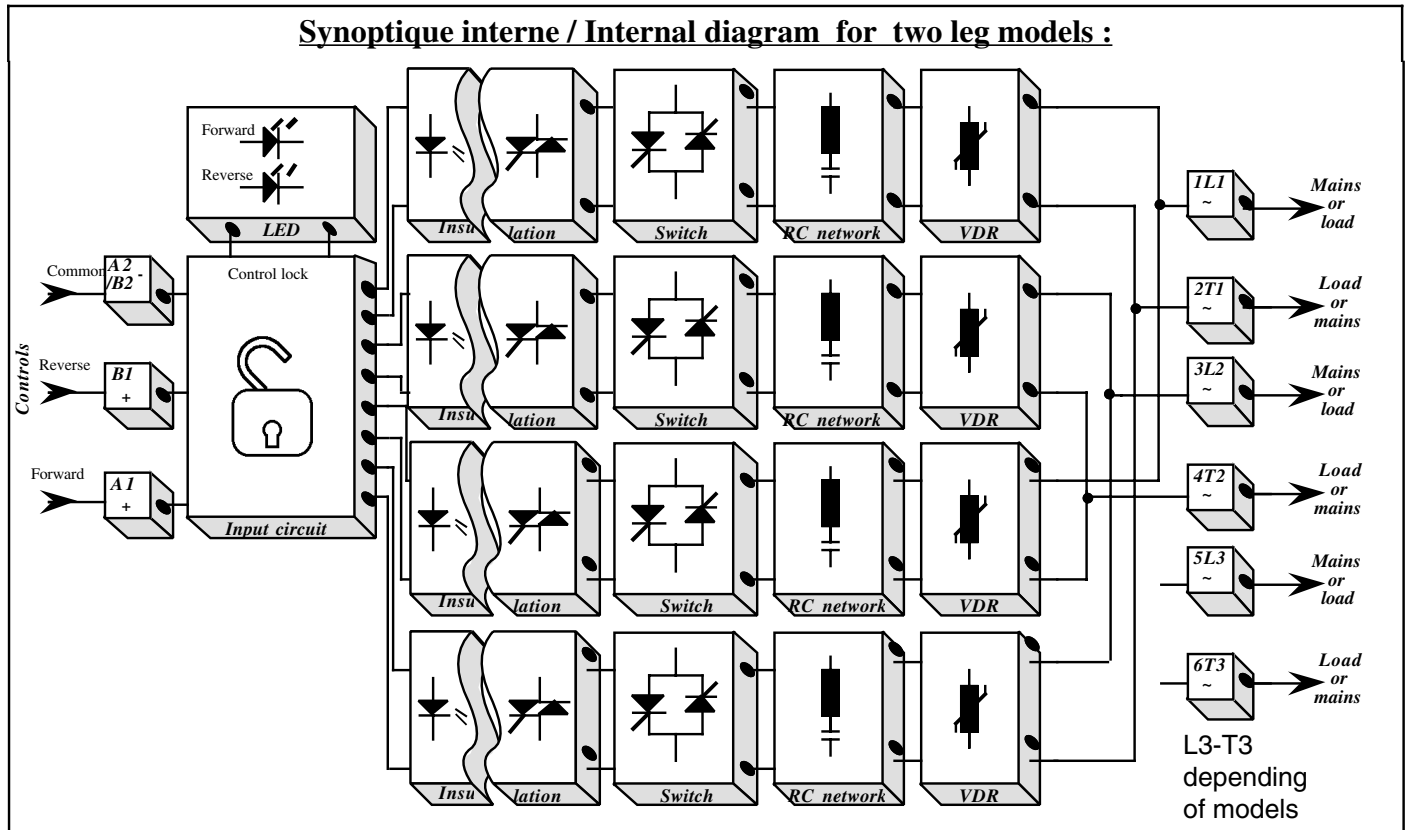 Synoptique interne / Internal diagram for two leg models :
Forward
Reverse
LED
Common
A2
/B2 -
Control lock
Controls
Reverse
B1
+
Forward
A1
+
Input circuit
Insu lation
Switch
RC network
VDR
Insu lation
Switch
RC network
VDR
Insu lation
Switch
RC network
VDR
Insu lation
Switch
RC network
VDR
1L1
~
Mains
or
load
2T1
~
Load
or
mains
3L2
~
Mains
or
load
4T2
~
Load
or
mains
5L3
~
Mains
or
load
6T3
~
Load
or
mains
L3-T3
depending
of models